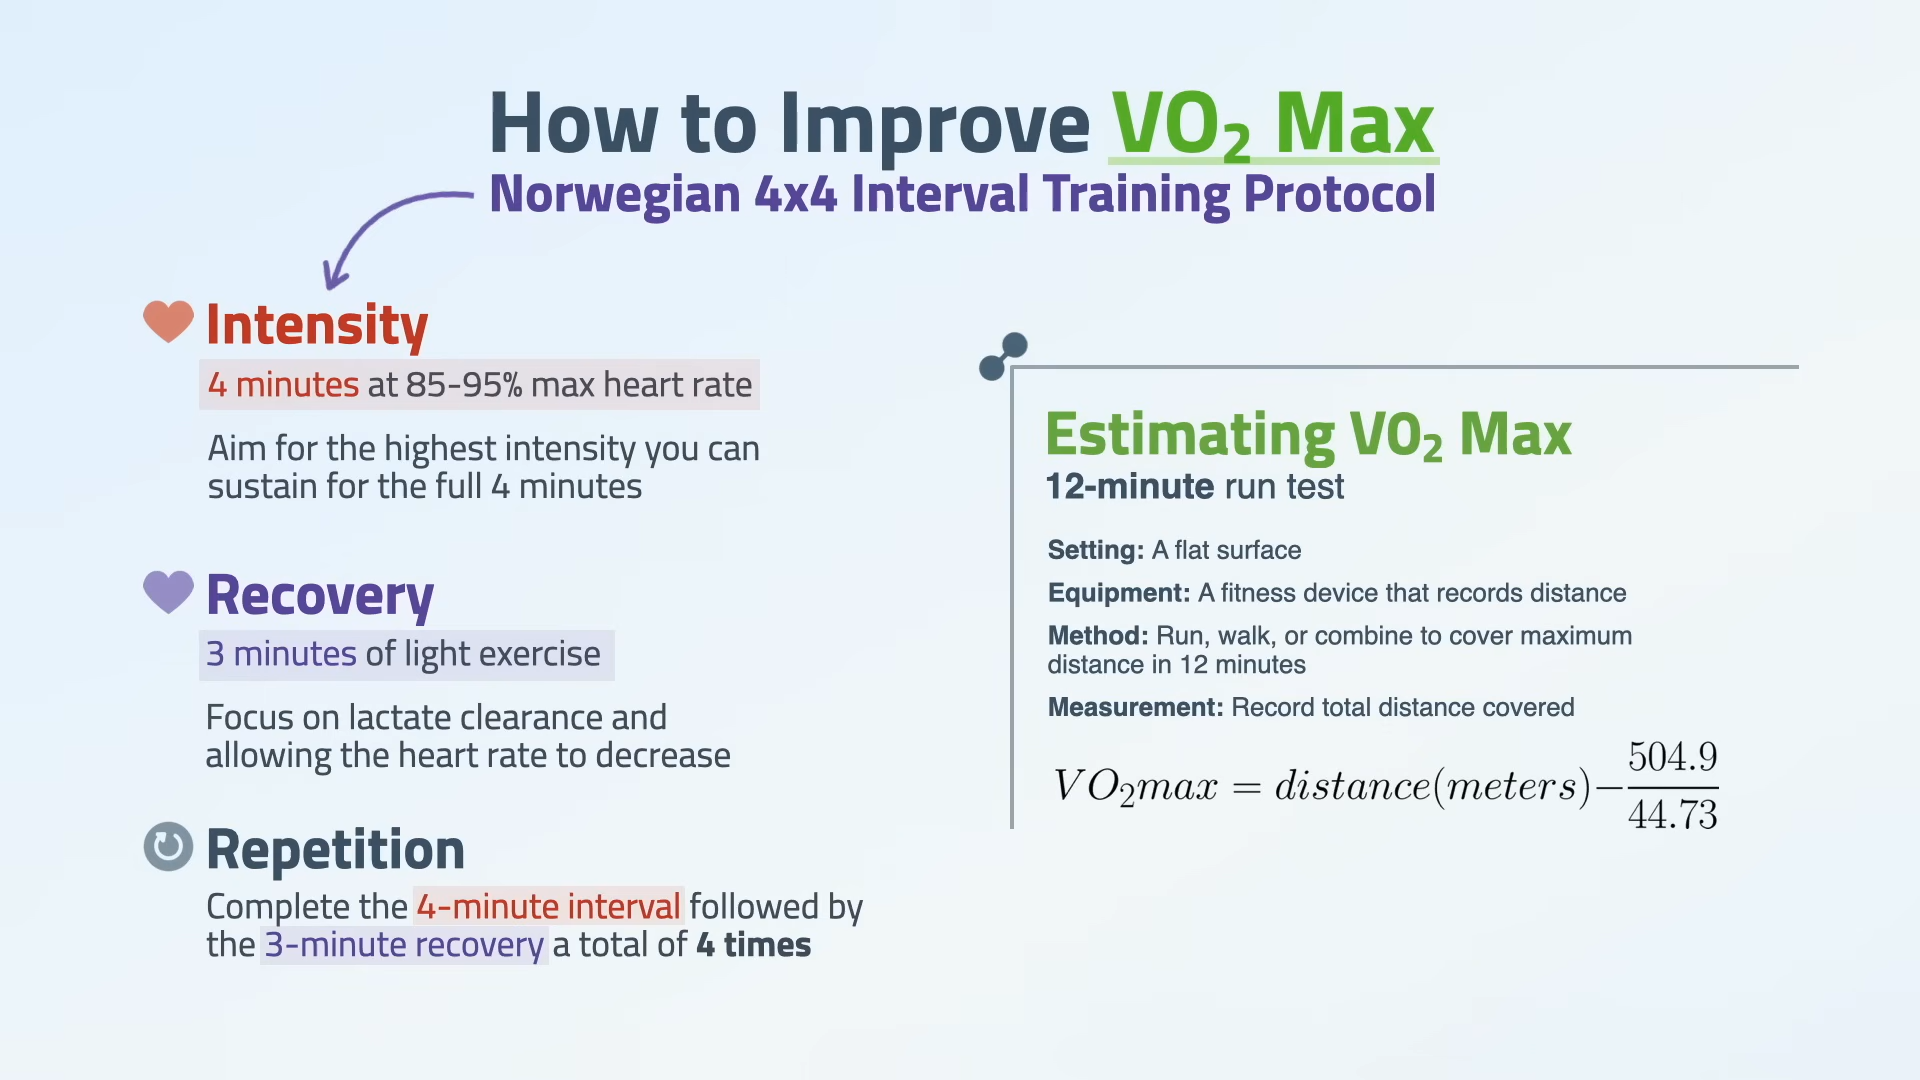 How to Improve VO₂ Max
Norwegian 4x4 Interval Training Protocol
Intensity
4 minutes at 85-95% max heart rate
Aim for the highest intensity you can
sustain for the full 4 minutes
Recovery
3 minutes of light exercise
Focus on lactate clearance and
allowing the heart rate to decrease
Repetition
Complete the 4-minute interval followed by
the 3-minute recovery a total of 4 times
Estimating VO₂ Max
12-minute run test
Setting: A flat surface
Equipment: A fitness device that records distance
Method: Run, walk, or combine to cover maximum
distance in 12 minutes
Measurement: Record total distance covered
VO₂max = distance(meters)−504.9/44.73